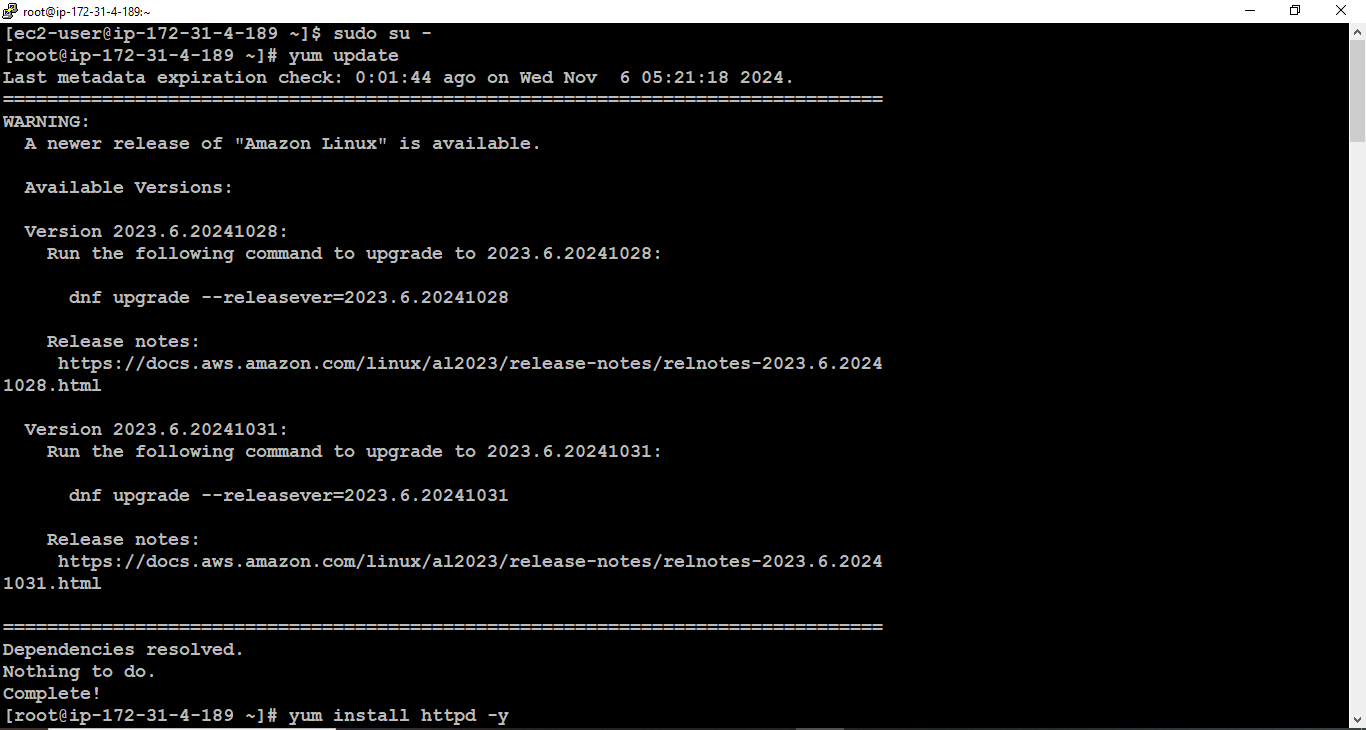 root@ip-172-31-4-189:~
[ec2-user@ip-172-31-4-189 ~]$ sudo su -
[root@ip-172-31-4-189 ~]# yum update
Last metadata expiration check: 0:01:44 ago on Wed Nov  6 05:21:18 2024.
================================================================================
WARNING:
  A newer release of "Amazon Linux" is available.

  Available Versions:

  Version 2023.6.20241028:
    Run the following command to upgrade to 2023.6.20241028:

      dnf upgrade --releasever=2023.6.20241028

    Release notes:
     https://docs.aws.amazon.com/linux/al2023/release-notes/relnotes-2023.6.2024
1028.html

  Version 2023.6.20241031:
    Run the following command to upgrade to 2023.6.20241031:

      dnf upgrade --releasever=2023.6.20241031

    Release notes:
     https://docs.aws.amazon.com/linux/al2023/release-notes/relnotes-2023.6.2024
1031.html

================================================================================
Dependencies resolved.
Nothing to do.
Complete!
[root@ip-172-31-4-189 ~]# yum install httpd -y